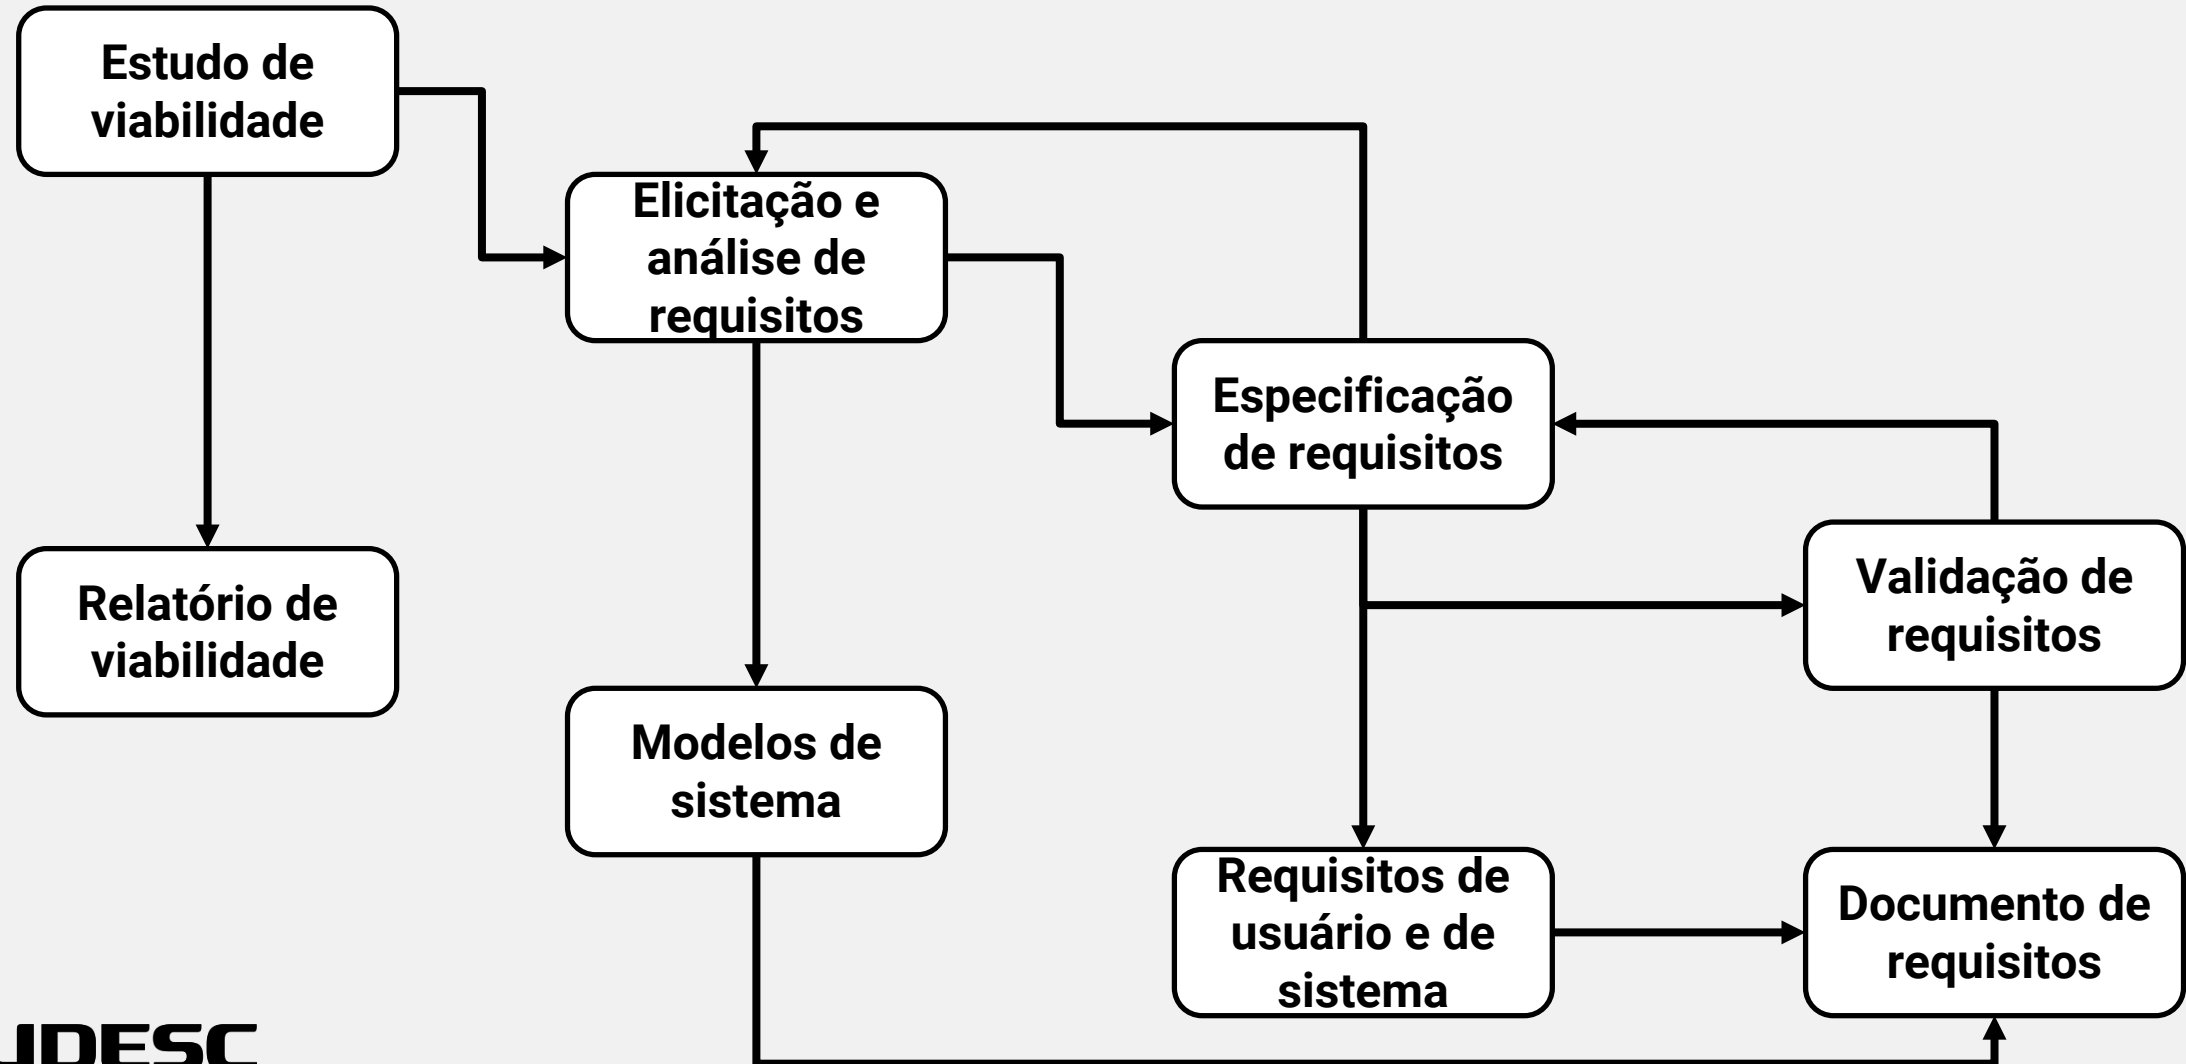 Estudo de
viabilidade
Elicitação e
análise de
requisitos
Especificação
de requisitos
Validação de
requisitos
Relatório de
viabilidade
Modelos de
sistema
Requisitos de
usuário e de
sistema
Documento de
requisitos
UDESC